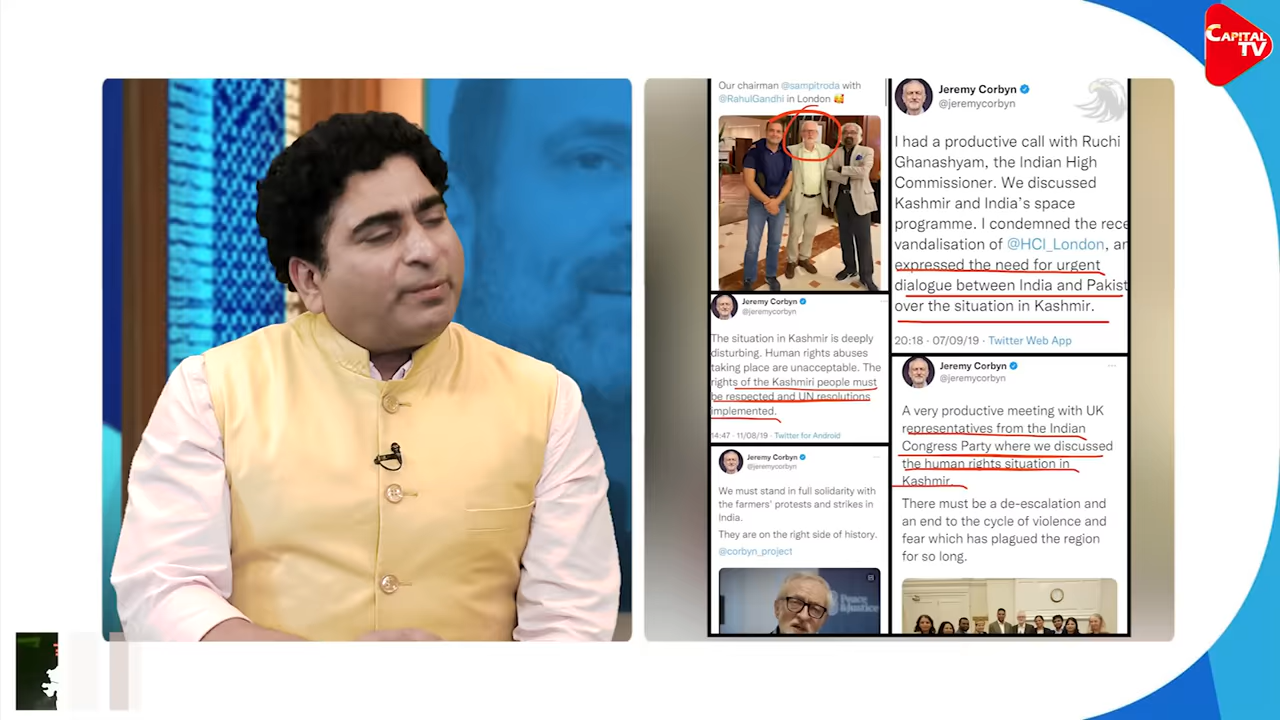 CAPITAL
TV
Our chairman @sampitroda with
@RahulGandhi in London
Jeremy Corbyn
@jeremycorbyn
The situation in Kashmir is deeply
disturbing. Human rights abuses
taking place are unacceptable. The
rights of the Kashmiri people must
be respected and UN resolutions
implemented.
14:47 · 11/08/19 · Twitter for Android
Jeremy Corbyn
@jeremycorbyn
We must stand in full solidarity with
the farmers' protests and strikes in
India.
They are on the right side of history.
@corbyn_project
Peace
&Justice
Jeremy Corbyn
@jeremycorbyn
I had a productive call with Ruchi
Ghanashyam, the Indian High
Commissioner. We discussed
Kashmir and India's space
programme. I condemned the rece
vandalisation of @HCI_London, an
expressed the need for urgent
dialogue between India and Pakist
over the situation in Kashmir.
20:18 · 07/09/19 · Twitter Web App
Jeremy Corbyn
@jeremycorbyn
A very productive meeting with UK
representatives from the Indian
Congress Party where we discussed
the human rights situation in
Kashmir.
There must be a de-escalation and
an end to the cycle of violence and
fear which has plagued the region
for so long.